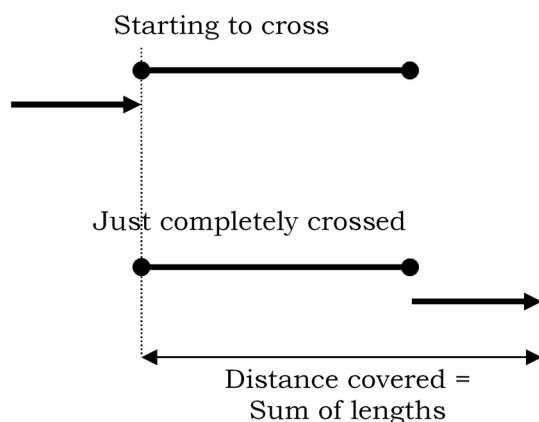 Starting to cross
Just completely crossed
Distance covered =
Sum of lengths